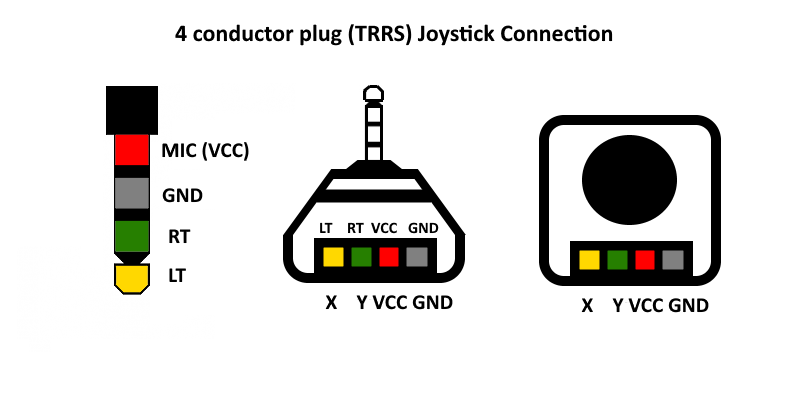 4 conductor plug (TRRS) Joystick Connection
MIC (VCC)
GND
RT
LT
LT RT VCC GND
X Y VCC GND
X Y VCC GND